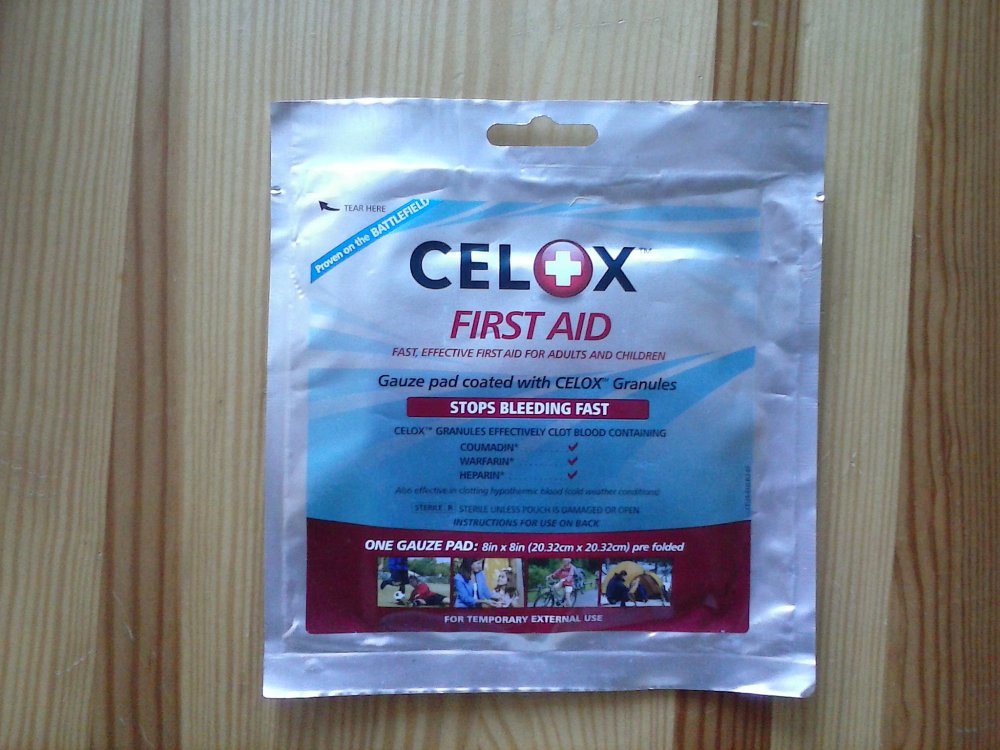 TEAR HERE
Proven on the BATTLEFIELD
CELOX™
FIRST AID
FAST, EFFECTIVE FIRST AID FOR ADULTS AND CHILDREN
Gauze pad coated with CELOX™ Granules
STOPS BLEEDING FAST
CELOX™ GRANULES EFFECTIVELY CLOT BLOOD CONTAINING
COUMADIN* ........... ✓
WARFARIN* ........... ✓
HEPARIN* ........... ✓
Also effective in clotting hypothermic blood (cold weather conditions)
STERILE R STERILE UNLESS POUCH IS DAMAGED OR OPEN
INSTRUCTIONS FOR USE ON BACK
ONE GAUZE PAD: 8in x 8in (20.32cm x 20.32cm) pre folded
FOR TEMPORARY EXTERNAL USE